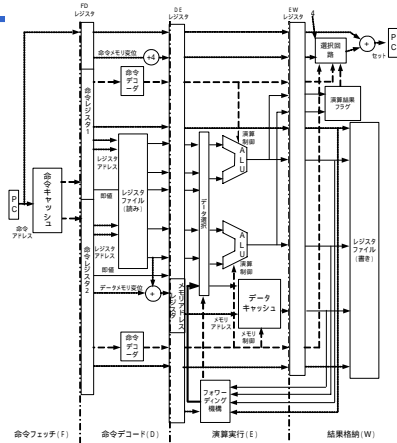 FD
レジスタ
DE
レジスタ
EW
レジスタ
4
選択回
路
+
P
C
セット
命令メモリ変位
+4
命令
デコ
ーダ
演算結果
フラグ
命令レジスタ1
演算
制御
A
L
U
レジスタ
アドレス
レジスタ
ファイル
(読み)
データ選択
命令キャッシュ
P
C
命令
アドレス
即値
レジスタ
ファイル
(書き)
A
L
U
演算
制御
レジスタ
アドレス
即値
命令レジスタ2
データメモリ変位
+
メモリアドレス
レジスタ
データ
キャッシュ
メモリ
アドレス
メモリ
制御
命令
デコ
ーダ
フォワー
ディング
機構
命令フェッチ(F)
命令デコード(D)
演算実行(E)
結果格納(W)